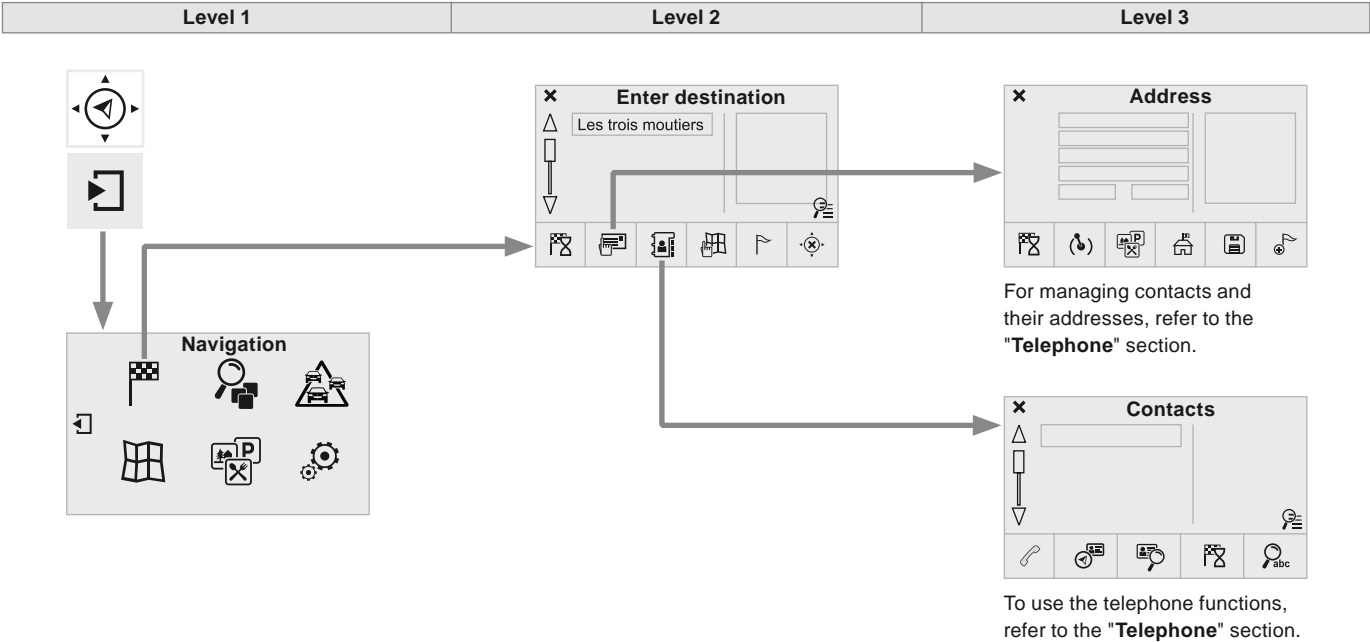 Level 1
Level 2
Level 3
Enter destination
Les trois moutiers
Address
For managing contacts and
their addresses, refer to the
"Telephone" section.
Navigation
P
P
P
Contacts
abc
To use the telephone functions,
refer to the "Telephone" section.